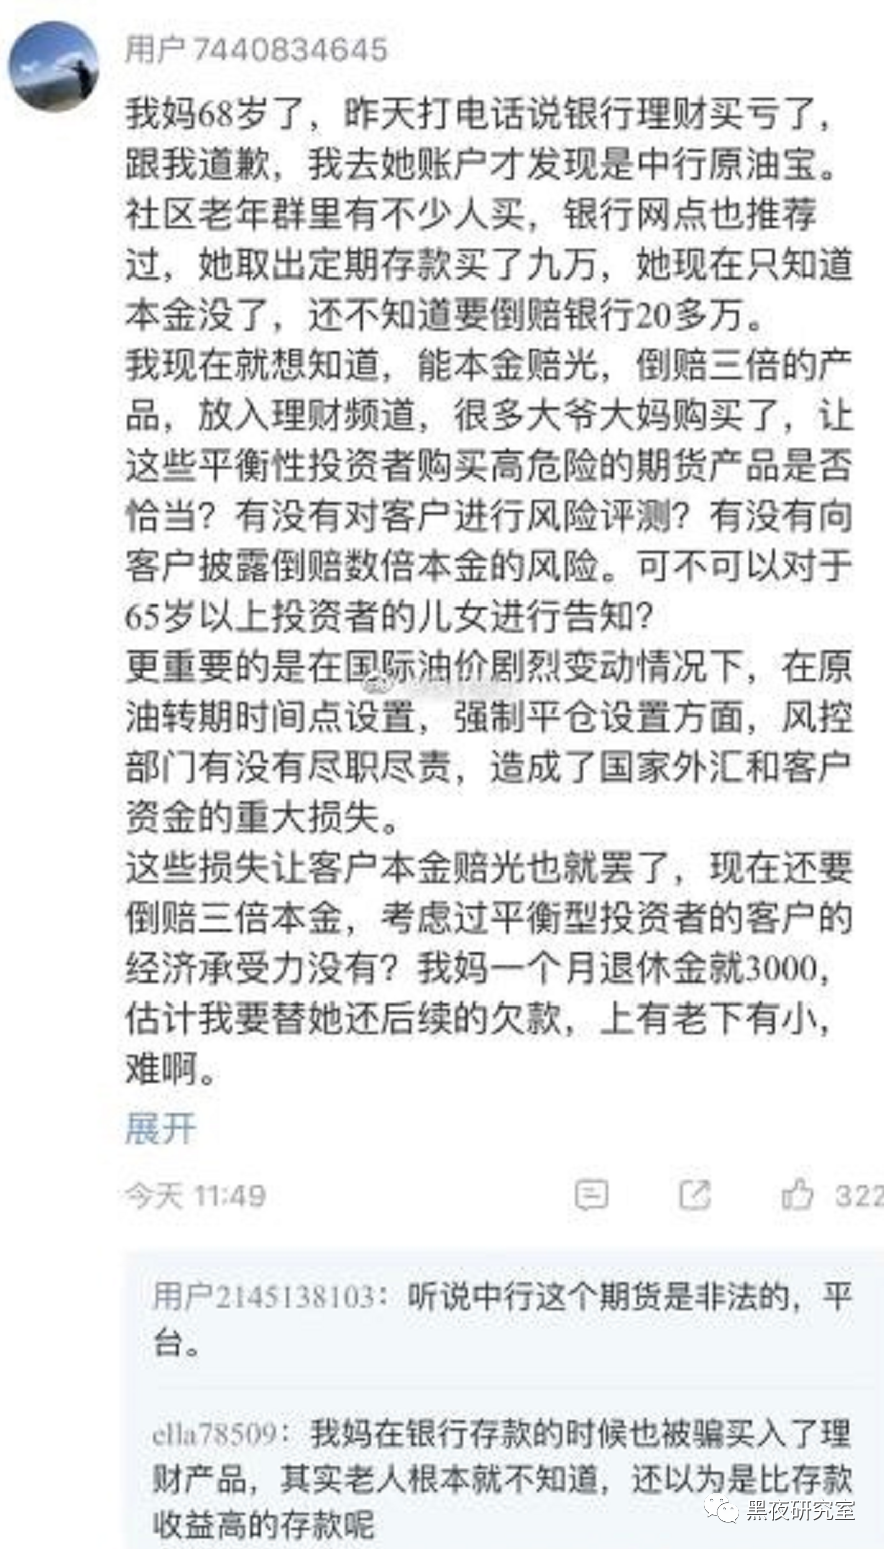 用户7440834645
我妈68岁了，昨天打电话说银行理财买亏了，
跟我道歉，我去她账户才发现是中行原油宝。
社区老年群里有不少人买，银行网点也推荐
过，她取出定期存款买了九万，她现在只知道
本金没了，还不知道要倒赔银行20多万。
我现在就想知道，能本金赔光，倒赔三倍的产
品，放入理财频道，很多大爷大妈购买了，让
这些平衡性投资者购买高危险的期货产品是否
恰当？有没有对客户进行风险评测？有没有向
客户披露倒赔数倍本金的风险。可不可以对于
65岁以上投资者的儿女进行告知？
更重要的是在国际油价剧烈变动情况下，在原
油转期时间点设置，强制平仓设置方面，风控
部门有没有尽职尽责，造成了国家外汇和客户
资金的重大损失。
这些损失让客户本金赔光也就罢了，现在还要
倒赔三倍本金，考虑过平衡型投资者的客户的
经济承受力没有？我妈一个月退休金就3000，
估计我要替她还后续的欠款，上有老下有小，
难啊。
展开
今天 11:49 322
用户2145138103：听说中行这个期货是非法的，平
台。
ella78509：我妈在银行存款的时候也被骗买入了理
财产品，其实老人根本就不知道，还以为是比存款
收益高的存款呢
黑夜研究室